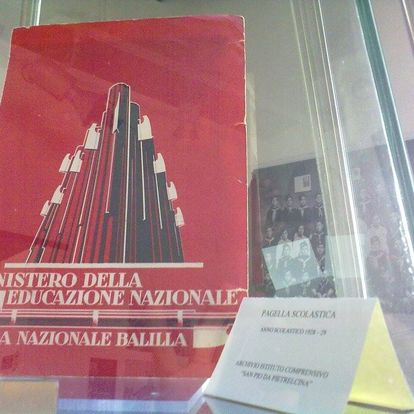 NISTERO DELLA
EDUCAZIONE NAZIONALE
A NAZIONALE BALILLA
PAGELLA SCOLASTICA
ANNO SCOLASTICO 1928 - 29
ARCHIVIO ISTITUTO COMPRENSIVO
"SAN PIO DA PIETRELCINA"